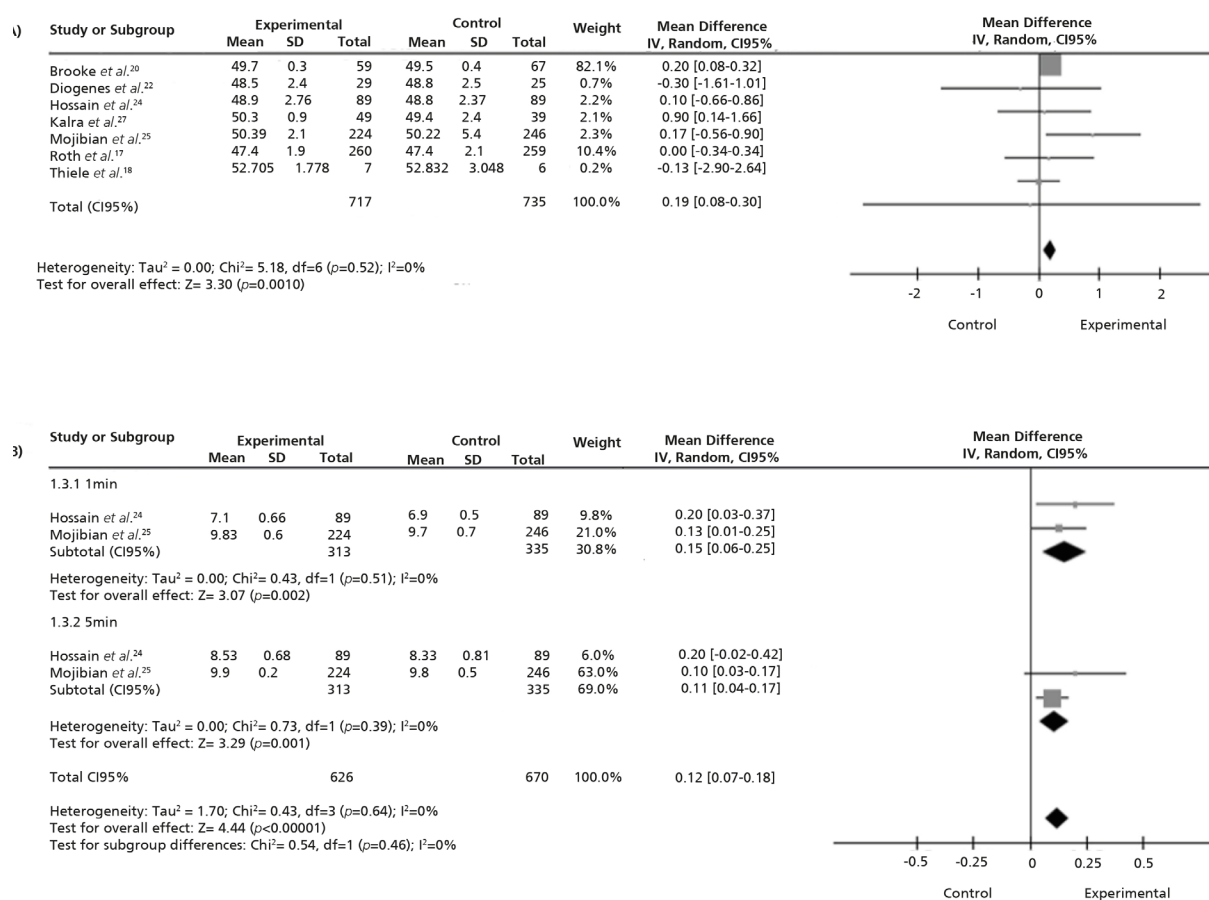 A)
Study or Subgroup Experimental Control Weight Mean Difference Mean Difference
Mean SD Total Mean SD Total IV, Random, CI95% IV, Random, CI95%
Brooke et al.²⁰ 49.7 0.3 59 49.5 0.4 67 82.1% 0.20 [0.08-0.32]
Diogenes et al.²² 48.5 2.4 29 48.8 2.5 25 0.7% -0.30 [-1.61-1.01]
Hossain et al.²⁴ 48.9 2.76 89 48.8 2.37 89 2.2% 0.10 [-0.66-0.86]
Kalra et al.²⁷ 50.3 0.9 49 49.4 2.4 39 2.1% 0.90 [0.14-1.66]
Mojibian et al.²⁵ 50.39 2.1 224 50.22 5.4 246 2.3% 0.17 [-0.56-0.90]
Roth et al.¹⁷ 47.4 1.9 260 47.4 2.1 259 10.4% 0.00 [-0.34-0.34]
Thiele et al.¹⁸ 52.705 1.778 7 52.832 3.048 6 0.2% -0.13 [-2.90-2.64]
Total (CI95%) 717 735 100.0% 0.19 [0.08-0.30]
Heterogeneity: Tau² = 0.00; Chi²= 5.18, df=6 (p=0.52); I²=0%
Test for overall effect: Z= 3.30 (p=0.0010)
-2 -1 0 1 2
Control Experimental
B)
Study or Subgroup Experimental Control Weight Mean Difference Mean Difference
Mean SD Total Mean SD Total IV, Random, CI95% IV, Random, CI95%
1.3.1 1min
Hossain et al.²⁴ 7.1 0.66 89 6.9 0.5 89 9.8% 0.20 [0.03-0.37]
Mojibian et al.²⁵ 9.83 0.6 224 9.7 0.7 246 21.0% 0.13 [0.01-0.25]
Subtotal (CI95%) 313 335 30.8% 0.15 [0.06-0.25]
Heterogeneity: Tau² = 0.00; Chi²= 0.43, df=1 (p=0.51); I²=0%
Test for overall effect: Z= 3.07 (p=0.002)
1.3.2 5min
Hossain et al.²⁴ 8.53 0.68 89 8.33 0.81 89 6.0% 0.20 [-0.02-0.42]
Mojibian et al.²⁵ 9.9 0.2 224 9.8 0.5 246 63.0% 0.10 [0.03-0.17]
Subtotal (CI95%) 313 335 69.0% 0.11 [0.04-0.17]
Heterogeneity: Tau² = 0.00; Chi²= 0.73, df=1 (p=0.39); I²=0%
Test for overall effect: Z= 3.29 (p=0.001)
Total CI95% 626 670 100.0% 0.12 [0.07-0.18]
Heterogeneity: Tau² = 1.70; Chi²= 0.43, df=3 (p=0.64); I²=0%
Test for overall effect: Z= 4.44 (p<0.00001)
Test for subgroup differences: Chi²= 0.54, df=1 (p=0.46); I²=0%
-0.5 -0.25 0 0.25 0.5
Control Experimental